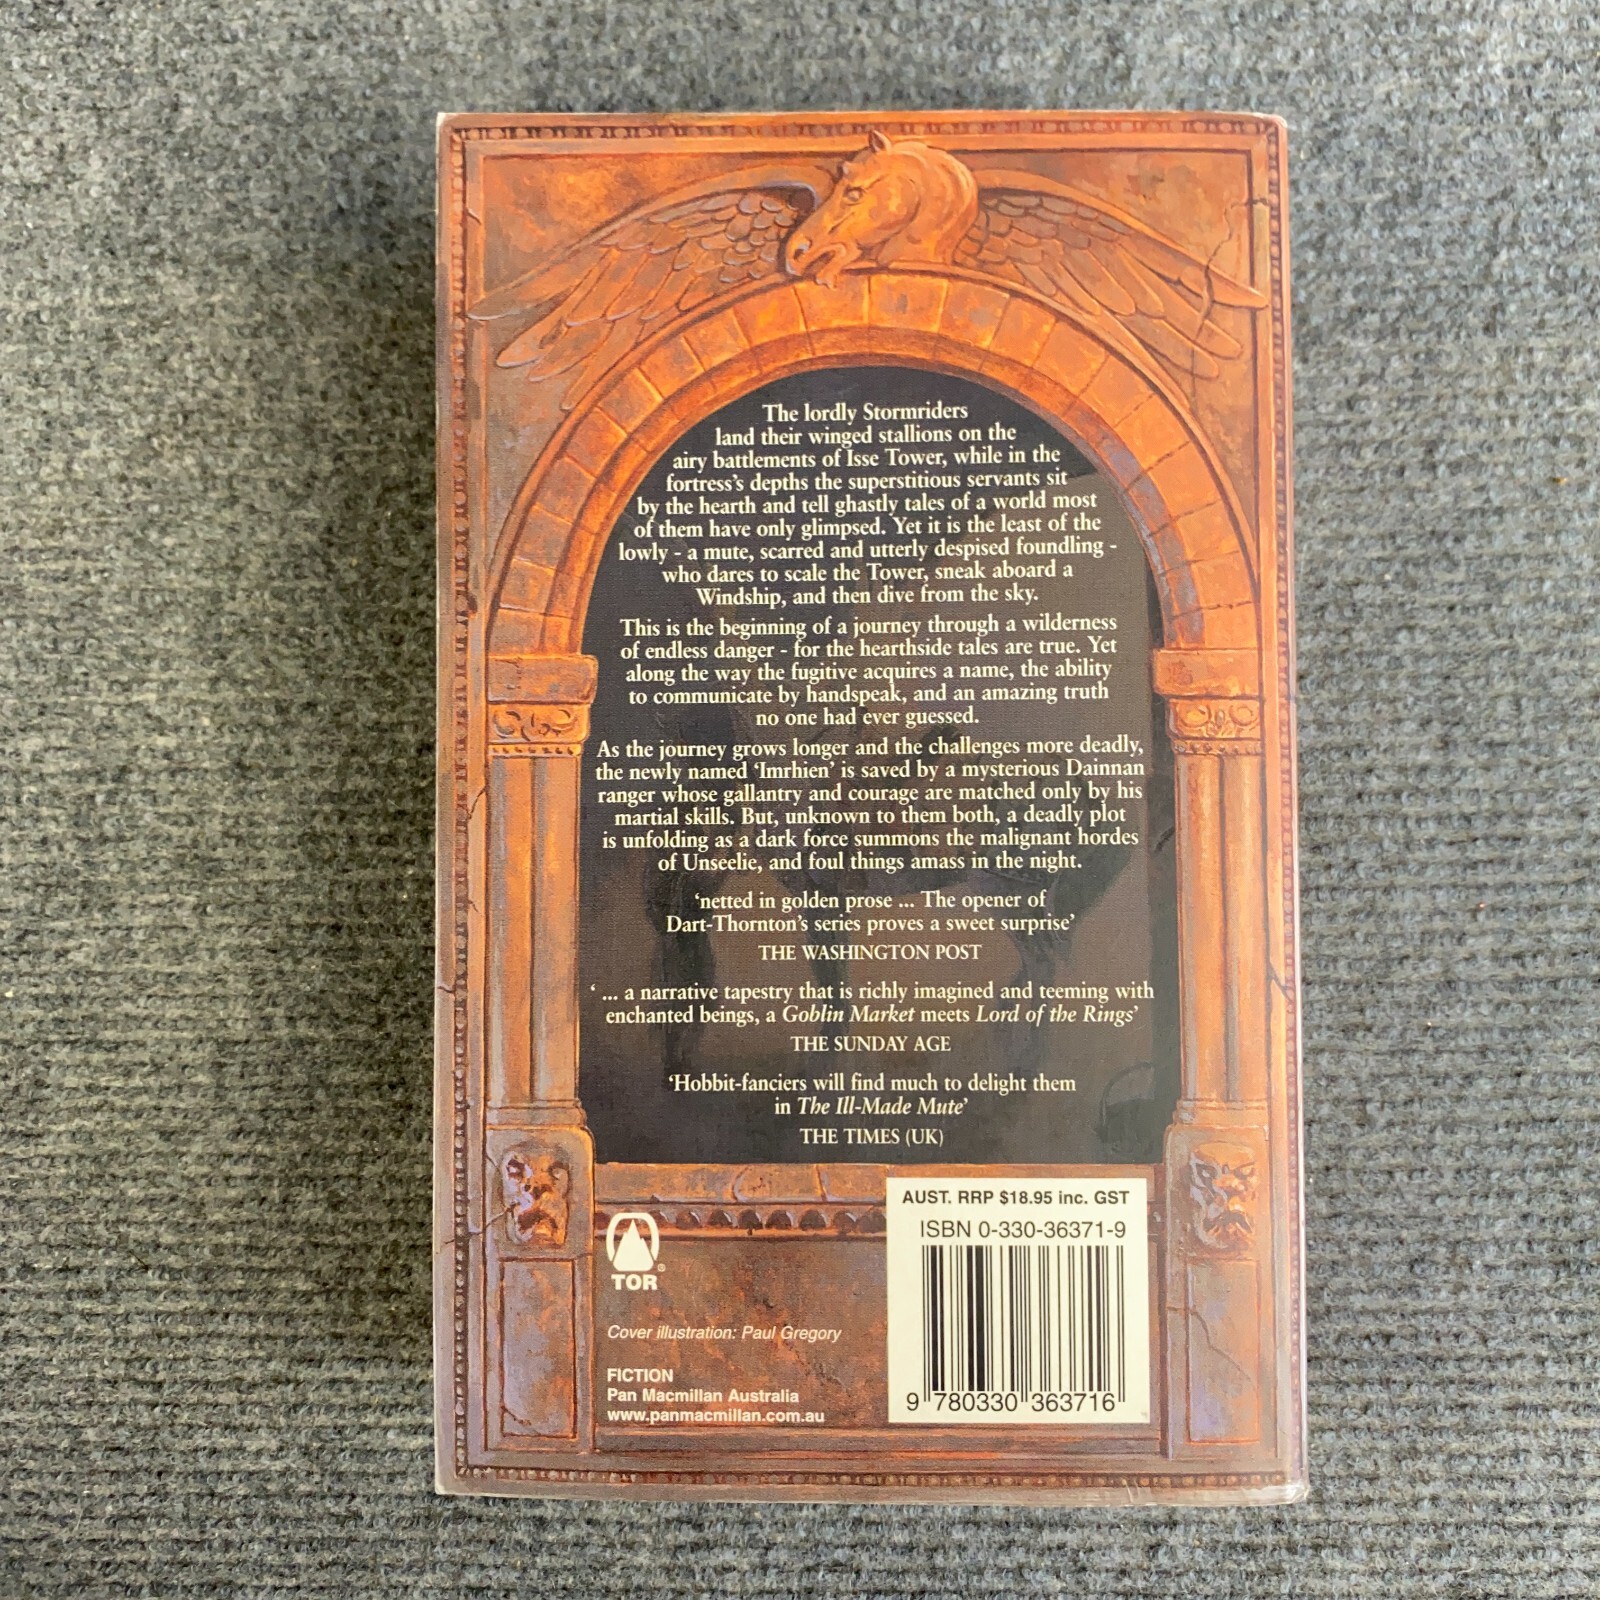 The lordly Stormriders
land their winged stallions on the
airy battlements of Isse Tower, while in the
fortress's depths the superstitious servants sit
by the hearth and tell ghastly tales of a world most
of them have only glimpsed. Yet it is the least of the
lowly - a mute, scarred and utterly despised foundling -
who dares to scale the Tower, sneak aboard a
Windship, and then dive from the sky.
This is the beginning of a journey through a wilderness
of endless danger - for the hearthside tales are true. Yet
along the way the fugitive acquires a name, the ability
to communicate by handspeak, and an amazing truth
no one had ever guessed.
As the journey grows longer and the challenges more deadly,
the newly named 'Imrhien' is saved by a mysterious Dainnan
ranger whose gallantry and courage are matched only by his
martial skills. But, unknown to them both, a deadly plot
is unfolding as a dark force summons the malignant hordes
of Unseelie, and foul things amass in the night.
'netted in golden prose ... The opener of
Dart-Thornton's series proves a sweet surprise'
THE WASHINGTON POST
' ... a narrative tapestry that is richly imagined and teeming with
enchanted beings, a Goblin Market meets Lord of the Rings'
THE SUNDAY AGE
'Hobbit-fanciers will find much to delight them
in The Ill-Made Mute'
THE TIMES (UK)
TOR®
Cover illustration: Paul Gregory
FICTION
Pan Macmillan Australia
www.panmacmillan.com.au
AUST. RRP $18.95 inc. GST
ISBN 0-330-36371-9
9 780330 363716